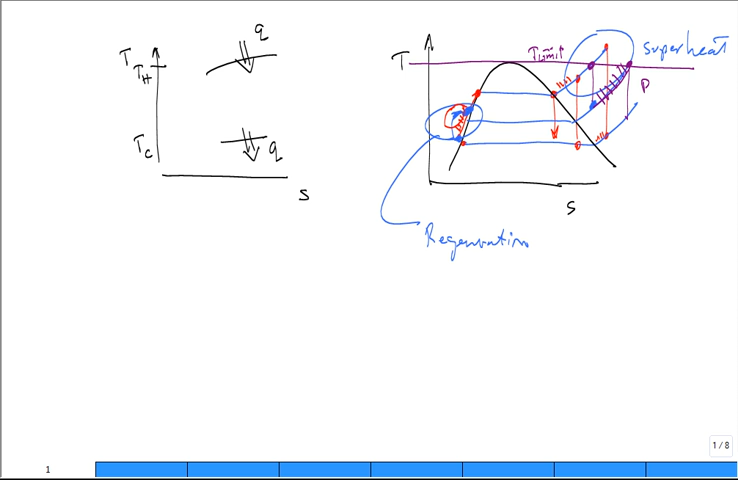 q
T
T_H
T_C
q
S
T
T_Limit
Superheat
P
S
Regeneration
1 / 8
1